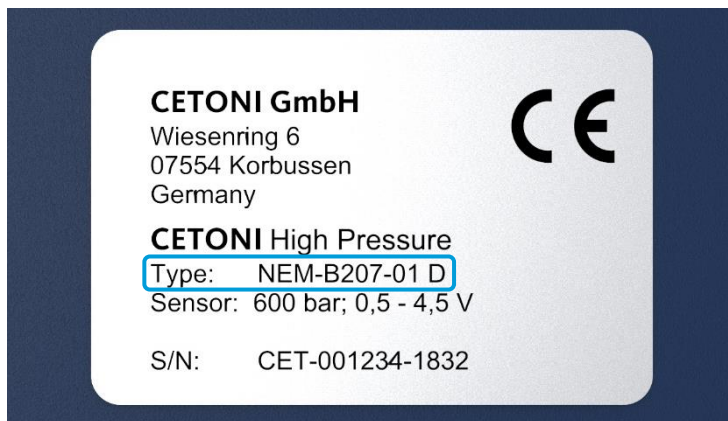 CETONI GmbH
Wiesenring 6
07554 Korbussen
Germany
CE
CETONI High Pressure
Type: NEM-B207-01 D
Sensor: 600 bar; 0,5 - 4,5 V
S/N: CET-001234-1832